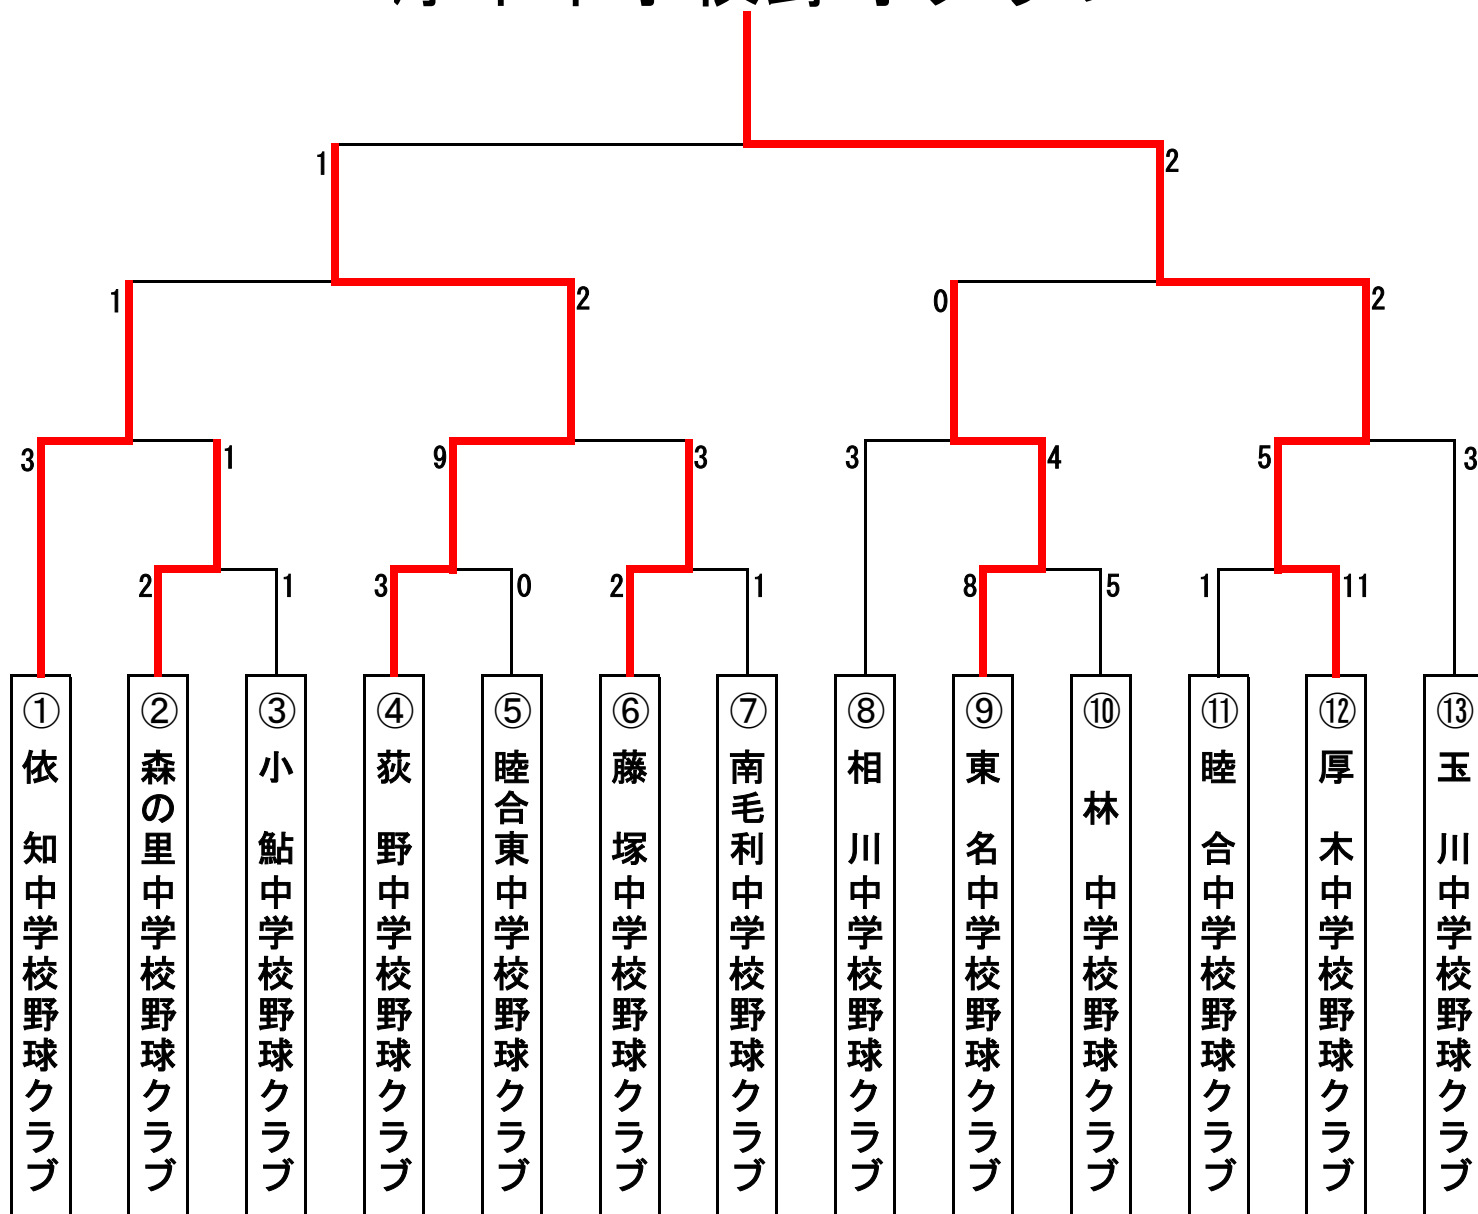 1
2
1
2
0
2
3
1
9
3
3
4
5
3
2
1
3
0
2
1
8
5
1
11
①依知中学校野球クラブ
②森の里中学校野球クラブ
③小鮎中学校野球クラブ
④荻野中学校野球クラブ
⑤睦合東中学校野球クラブ
⑥藤塚中学校野球クラブ
⑦南毛利中学校野球クラブ
⑧相川中学校野球クラブ
⑨東名中学校野球クラブ
⑩林中学校野球クラブ
⑪睦合中学校野球クラブ
⑫厚木中学校野球クラブ
⑬玉川中学校野球クラブ